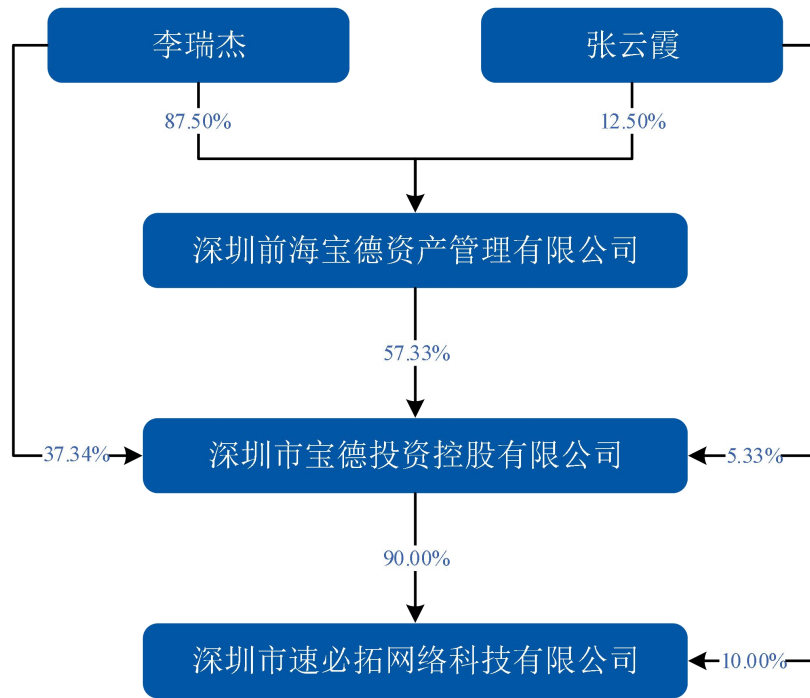 李瑞杰
张云霞
87.50%
12.50%
深圳前海宝德资产管理有限公司
57.33%
37.34%
深圳市宝德投资控股有限公司
5.33%
90.00%
深圳市速必拓网络科技有限公司
10.00%